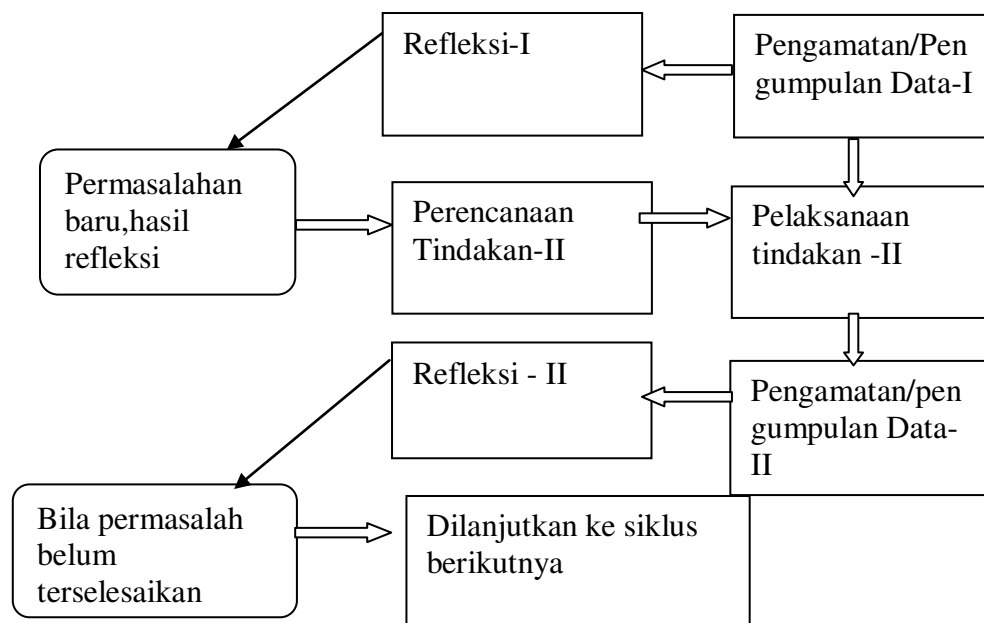 Refleksi-I
Pengamatan/Pen
gumpulan Data-I
Permasalahan
baru,hasil
refleksi
Perencanaan
Tindakan-II
Pelaksanaan
tindakan -II
Refleksi - II
Pengamatan/pen
gumpulan Data-
II
Bila permasalah
belum
terselesaikan
Dilanjutkan ke siklus
berikutnya